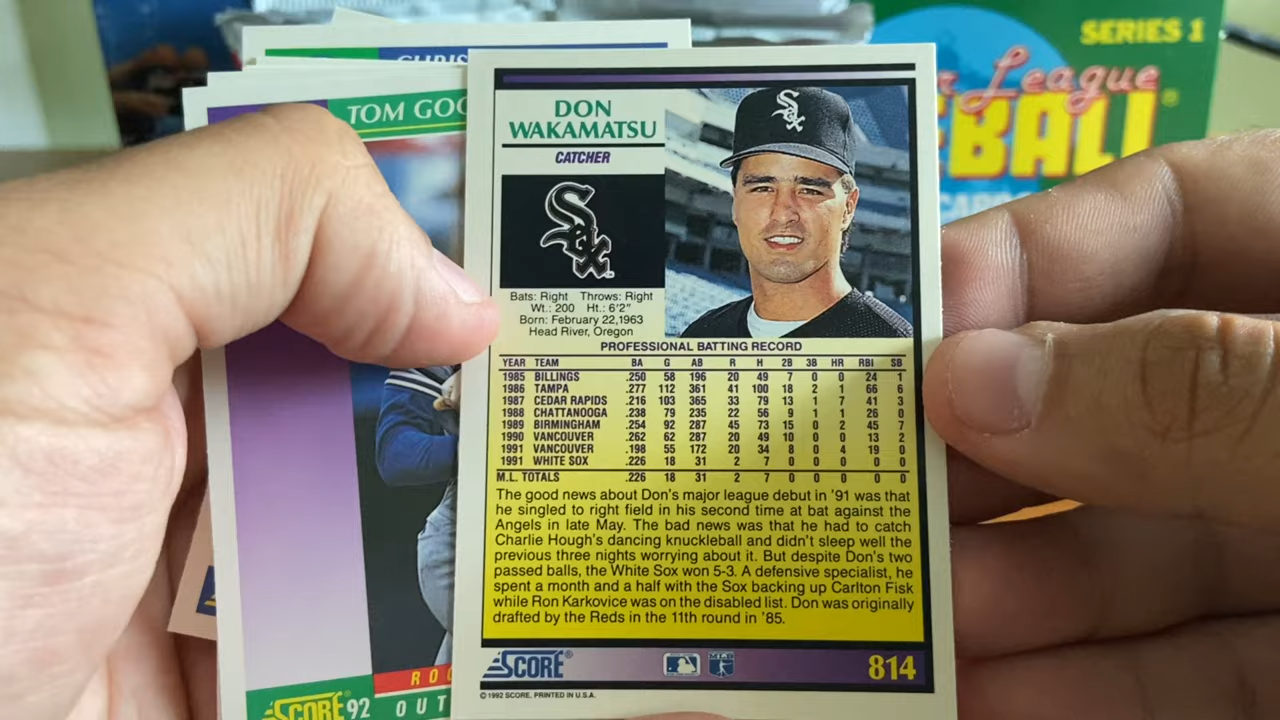 SERIES 1
League
BALL
CHRIS
TOM GOO
DON
WAKAMATSU
CATCHER
Sox
Bats: Right Throws: Right
Wt.: 200 Ht.: 6'2"
Born: February 22,1963
Head River, Oregon
PROFESSIONAL BATTING RECORD
YEAR TEAM BA G AB R H 2B 3B HR RBI SB
1985 BILLINGS .250 58 196 20 49 7 0 0 24 1
1986 TAMPA .277 112 361 41 100 18 2 1 66 6
1987 CEDAR RAPIDS .216 103 365 33 79 13 1 7 41 3
1988 CHATTANOOGA .238 79 235 22 56 9 1 1 26 0
1989 BIRMINGHAM .254 92 287 45 73 15 0 2 45 7
1990 VANCOUVER .262 62 287 20 49 10 0 0 13 2
1991 VANCOUVER .198 55 172 20 34 8 0 4 19 0
1991 WHITE SOX .226 18 31 2 7 0 0 0 0 0
M.L. TOTALS .226 18 31 2 7 0 0 0 0 0
The good news about Don's major league debut in '91 was that
he singled to right field in his second time at bat against the
Angels in late May. The bad news was that he had to catch
Charlie Hough's dancing knuckleball and didn't sleep well the
previous three nights worrying about it. But despite Don's two
passed balls, the White Sox won 5-3. A defensive specialist, he
spent a month and a half with the Sox backing up Carlton Fisk
while Ron Karkovice was on the disabled list. Don was originally
drafted by the Reds in the 11th round in '85.
SCORE® 814
© 1992 SCORE, PRINTED IN U.S.A.
ROO
SCORE® 92 OUT